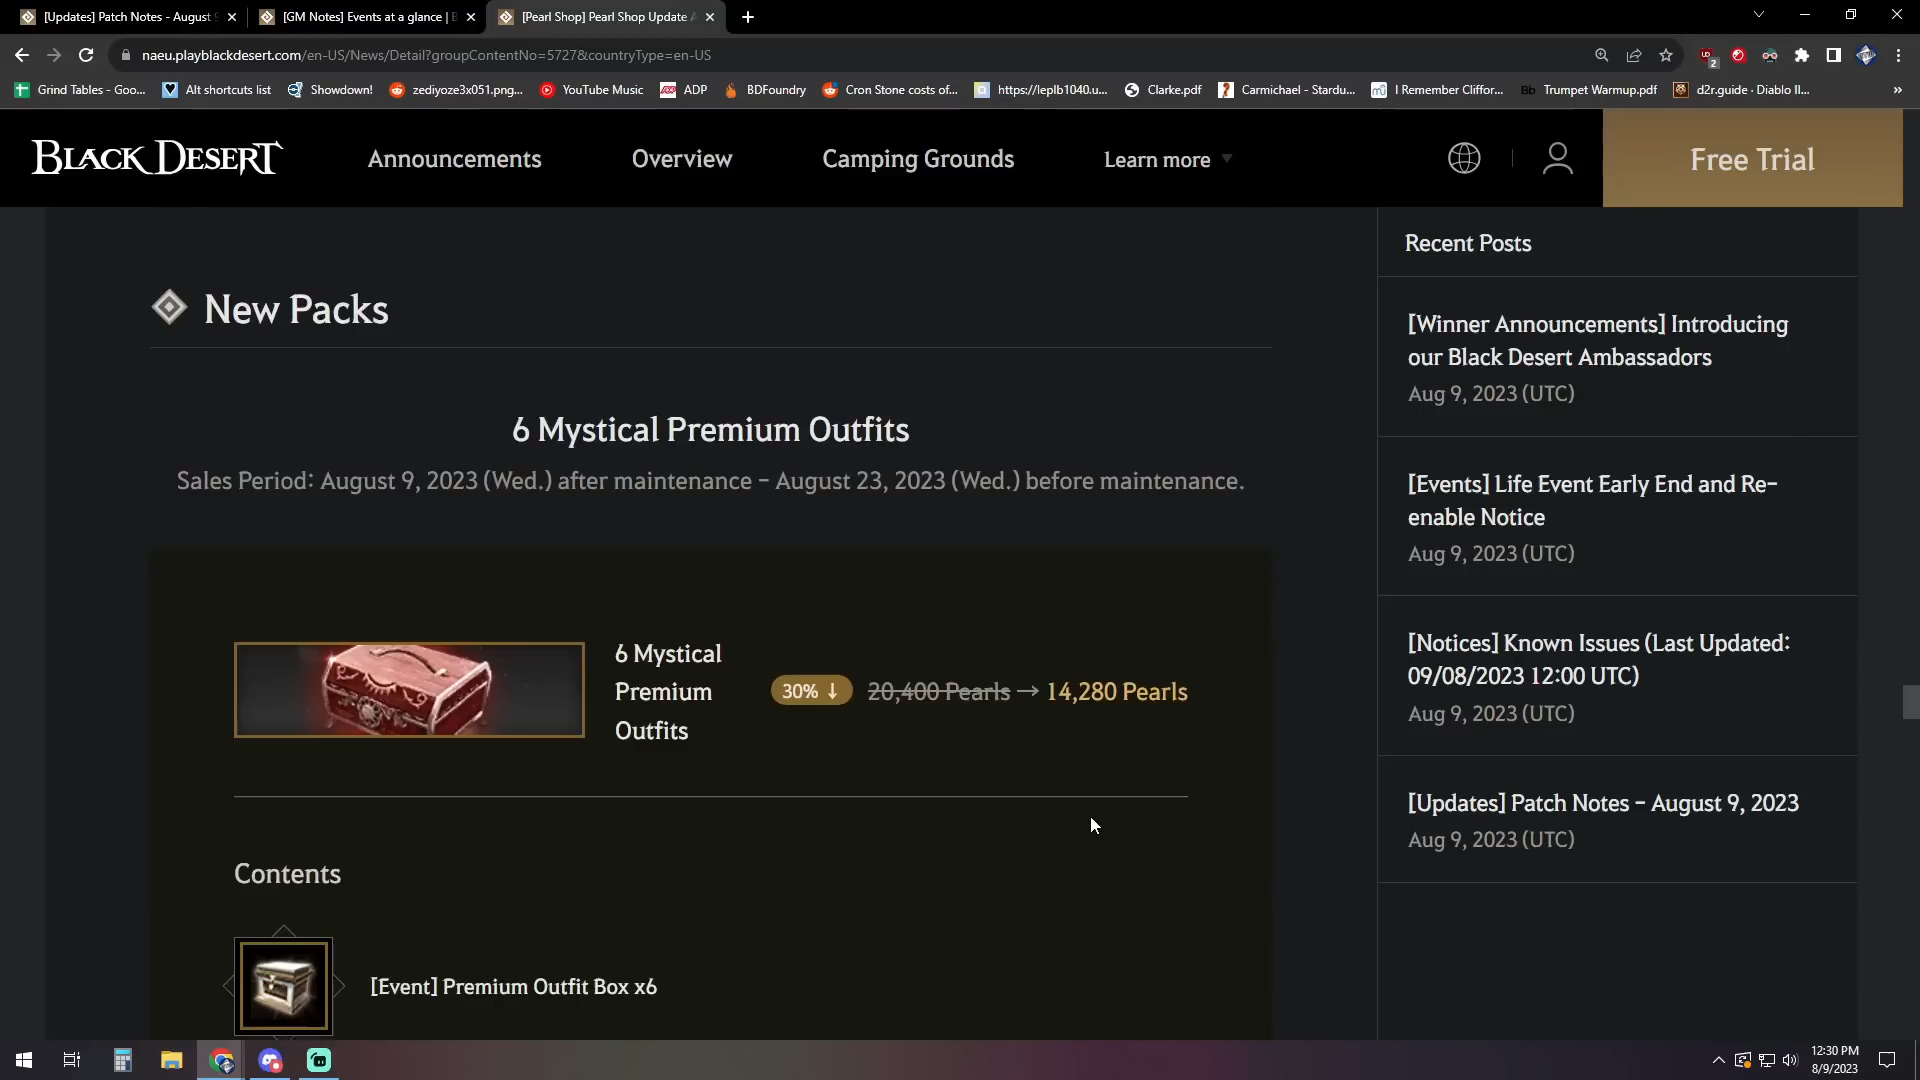 [Updates] Patch Notes - August 9
[GM Notes] Events at a glance | B
[Pearl Shop] Pearl Shop Update A
naeu.playblackdesert.com/en-US/News/Detail?groupContentNo=5727&countryType=en-US
2
Grind Tables - Goo...
Alt shortcuts list
Showdown!
zediyoze3x051.png...
YouTube Music
ADP
BDFoundry
Cron Stone costs of...
https://leplb1040.u...
Clarke.pdf
Carmichael - Stardu...
I Remember Cliffor...
Bb Trumpet Warmup.pdf
d2r.guide · Diablo II...
»
BLACK DESERT
Announcements
Overview
Camping Grounds
Learn more
Free Trial
New Packs
6 Mystical Premium Outfits
Sales Period: August 9, 2023 (Wed.) after maintenance – August 23, 2023 (Wed.) before maintenance.
6 Mystical
Premium
Outfits
30% ↓
20,400 Pearls → 14,280 Pearls
Contents
[Event] Premium Outfit Box x6
Recent Posts
[Winner Announcements] Introducing
our Black Desert Ambassadors
Aug 9, 2023 (UTC)
[Events] Life Event Early End and Re-
enable Notice
Aug 9, 2023 (UTC)
[Notices] Known Issues (Last Updated:
09/08/2023 12:00 UTC)
Aug 9, 2023 (UTC)
[Updates] Patch Notes – August 9, 2023
Aug 9, 2023 (UTC)
12:30 PM
8/9/2023